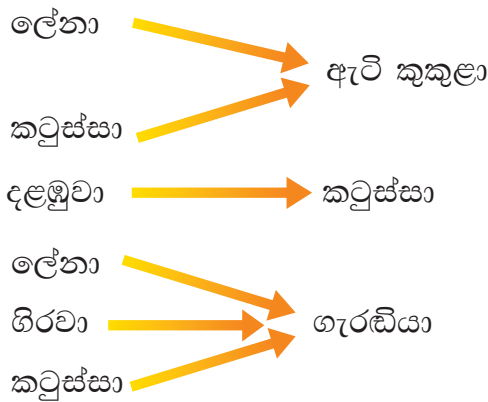 ලේනා
ඇටි කුකුළා
කටුස්සා
දළඹුවා කටුස්සා
ලේනා
ගිරවා ගැරඬියා
කටුස්සා